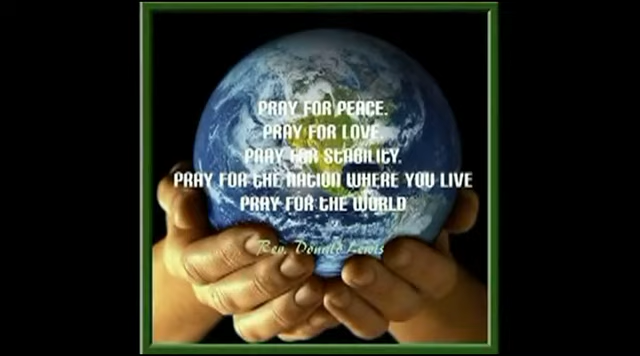 PRAY FOR PEACE.
PRAY FOR LOVE.
PRAY FOR STABILITY.
PRAY FOR THE NATION WHERE YOU LIVE
PRAY FOR THE WORLD
Rev. Donald Lewis